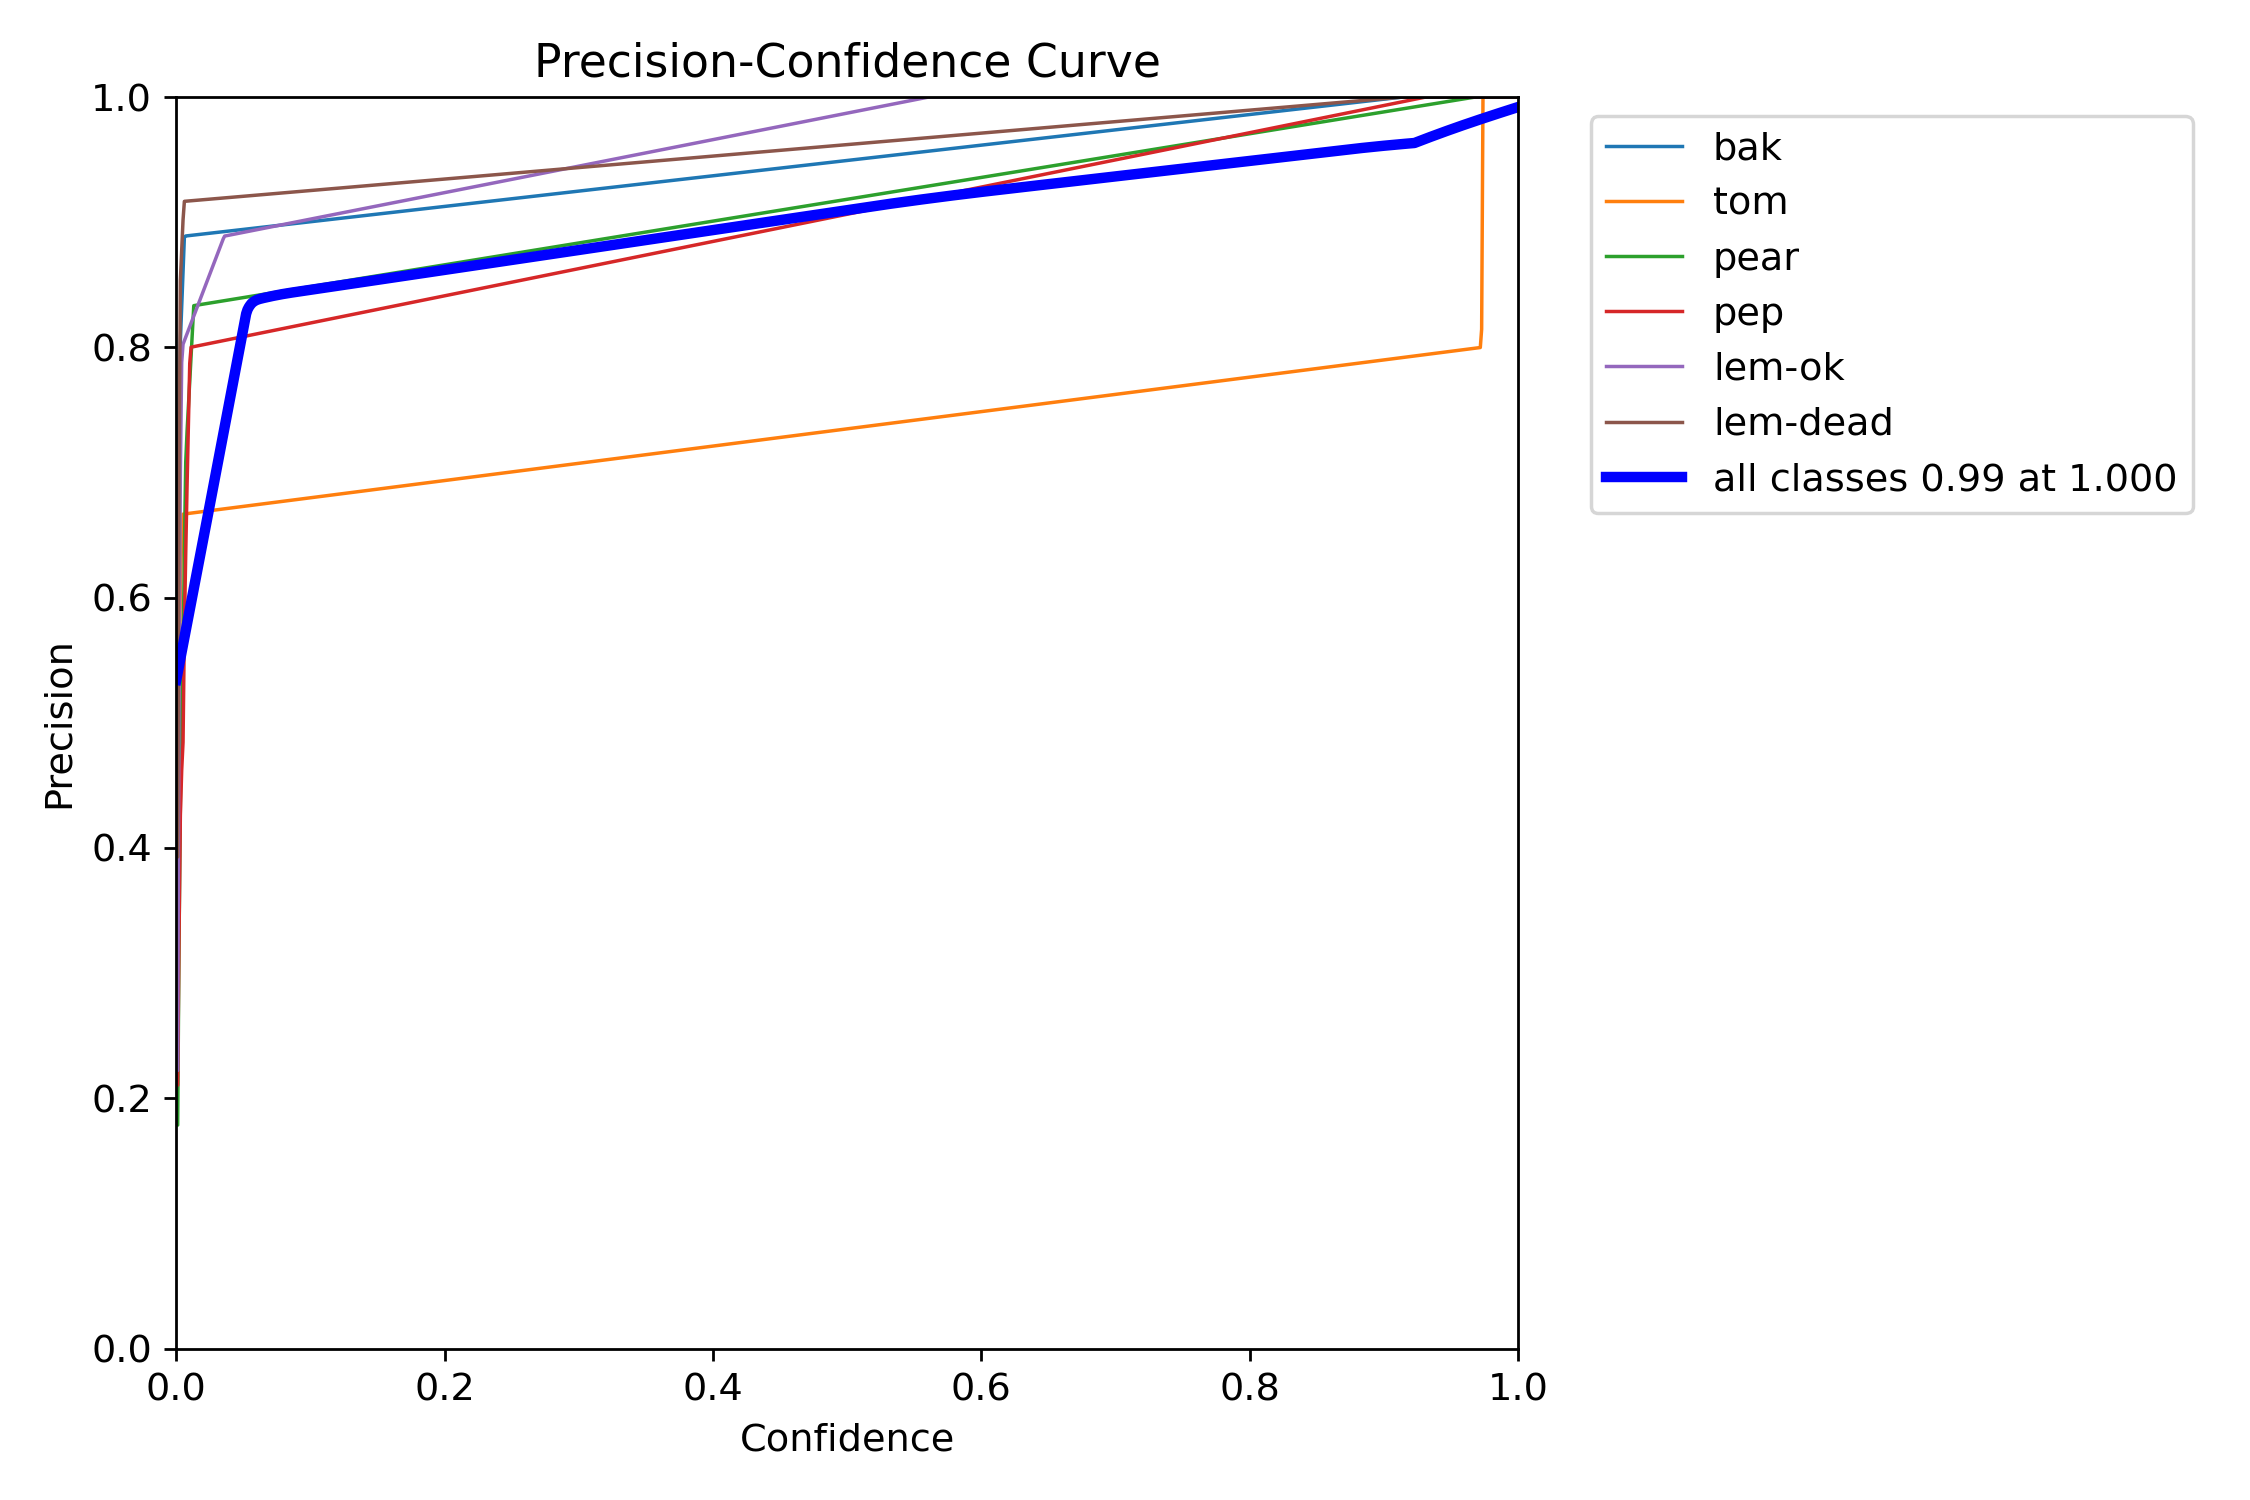 Precision-Confidence Curve
1.0
0.8
0.6
0.4
0.2
0.0
Precision
0.0 0.2 0.4 0.6 0.8 1.0
Confidence
bak
tom
pear
pep
lem-ok
lem-dead
all classes 0.99 at 1.000